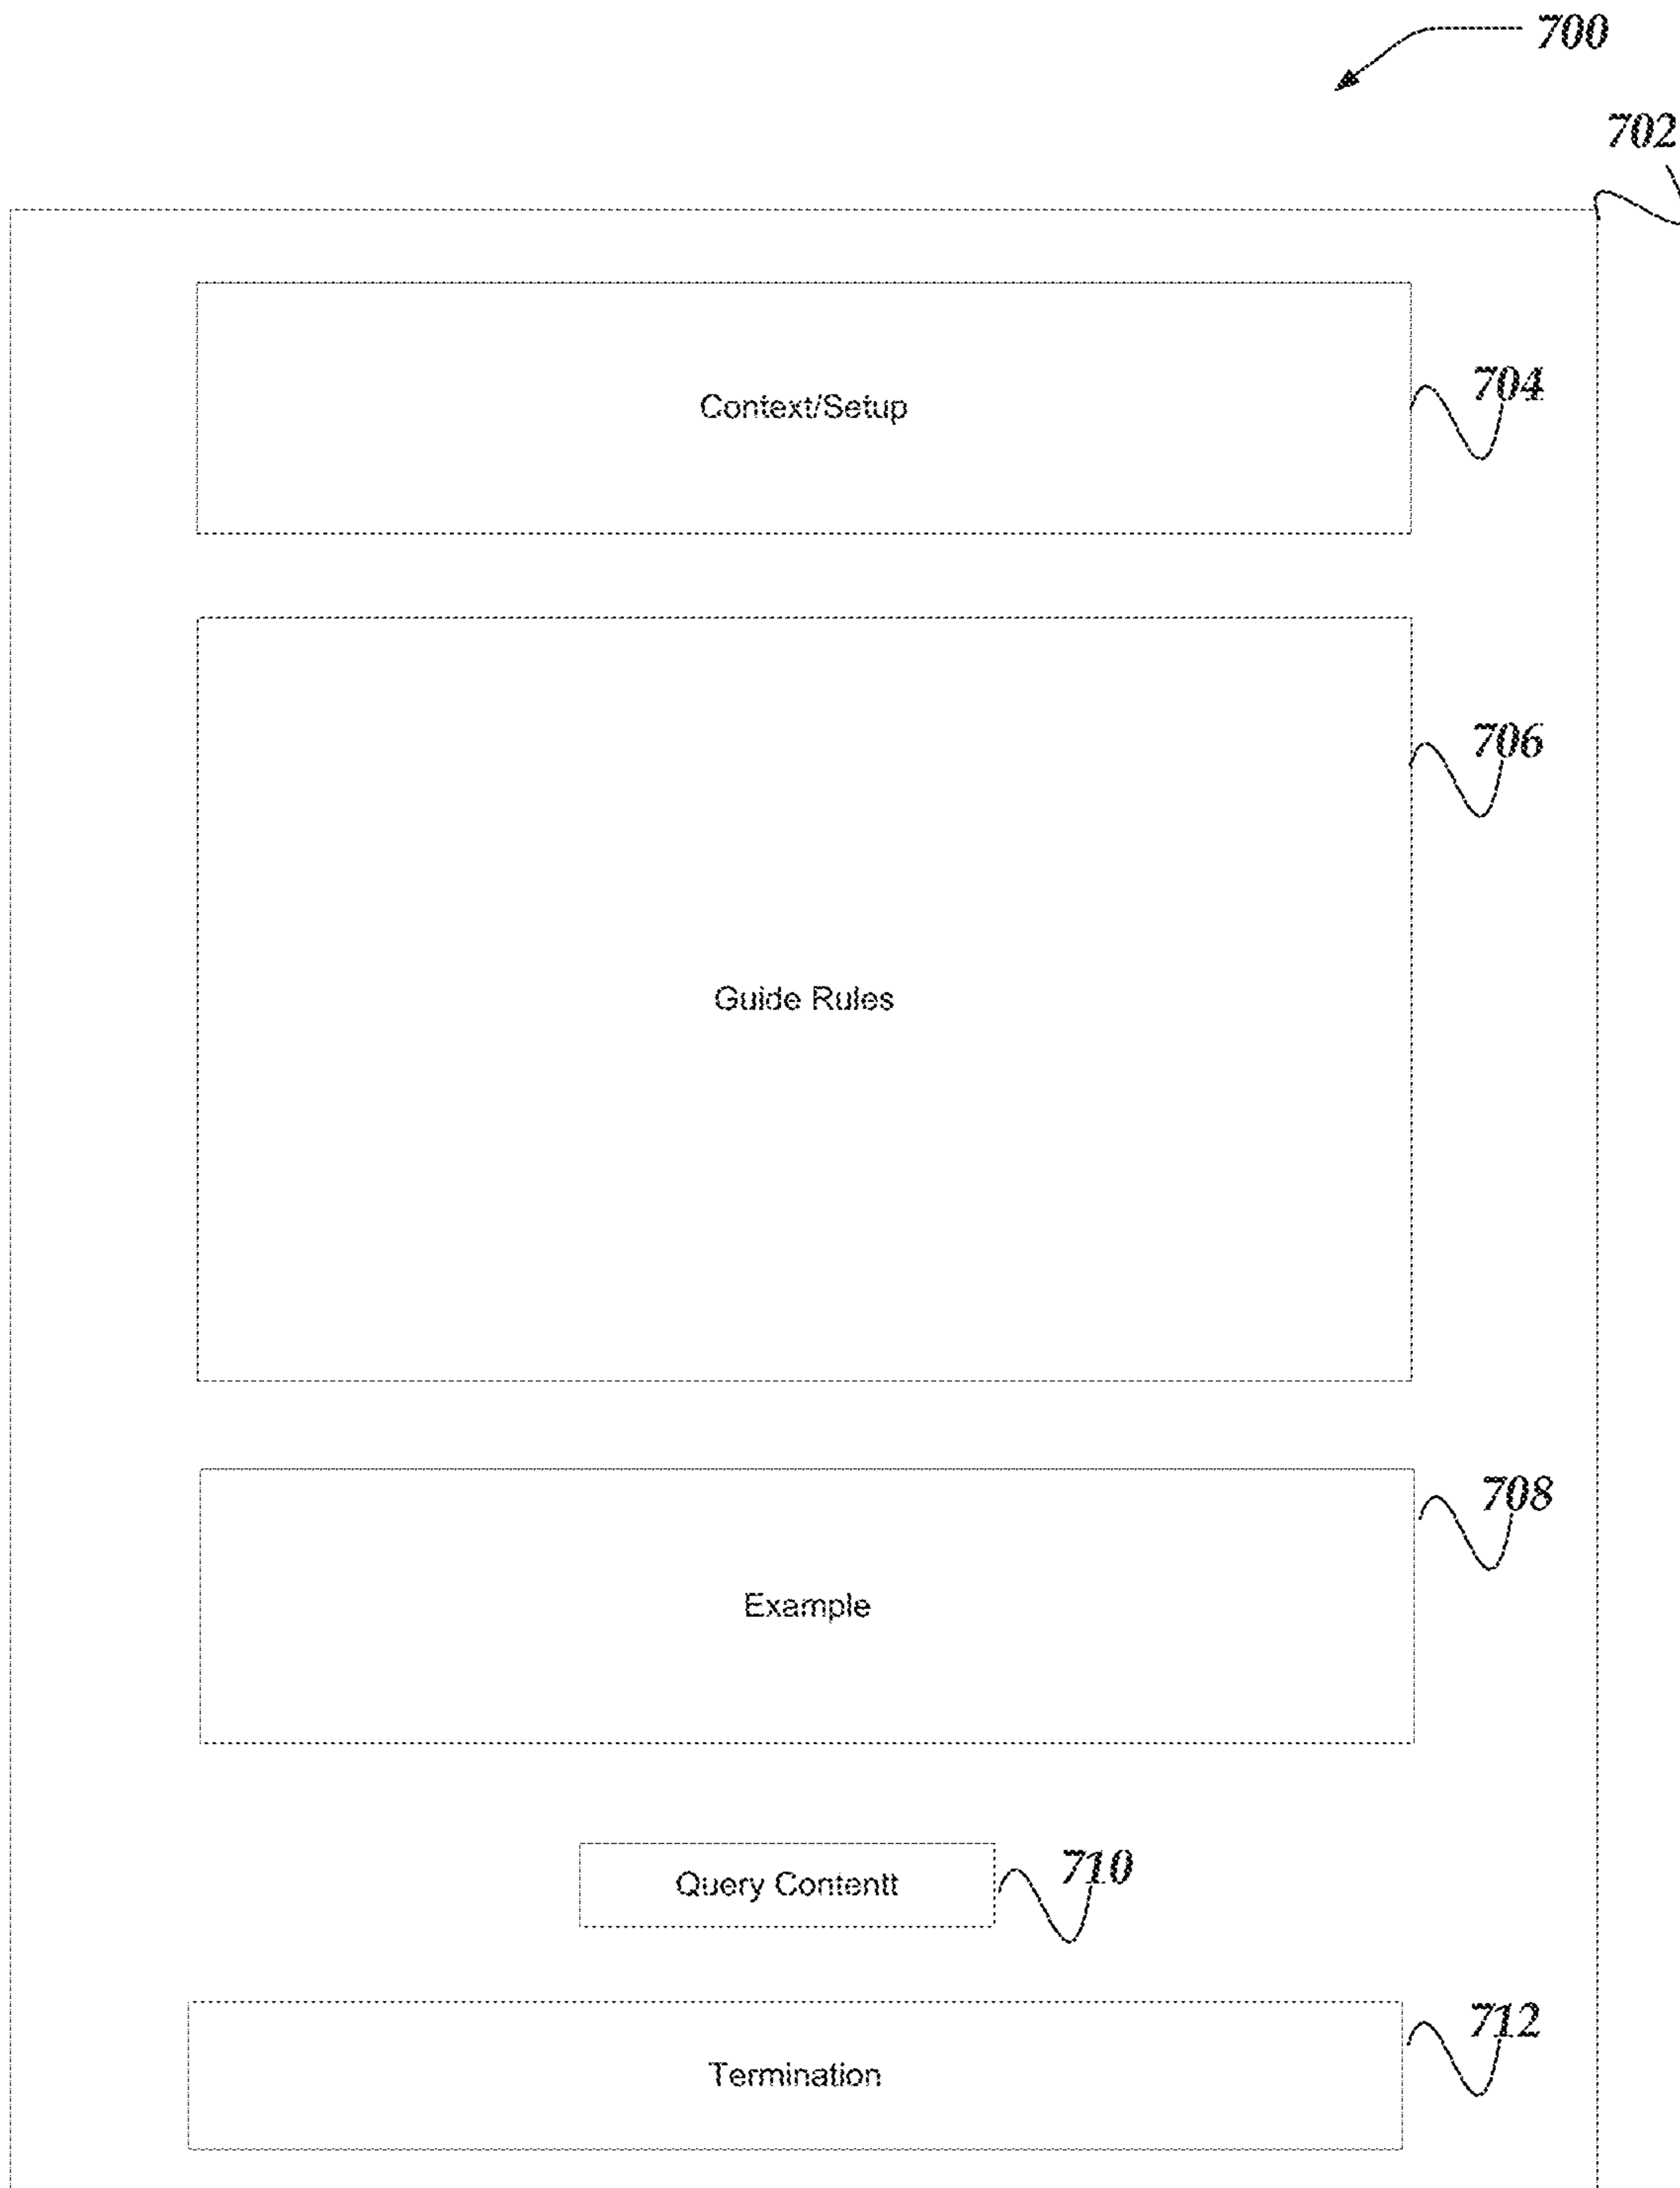 700
702
Context/Setup
704
706
Guide Rules
708
Example
Query Contentt
710
712
Termination